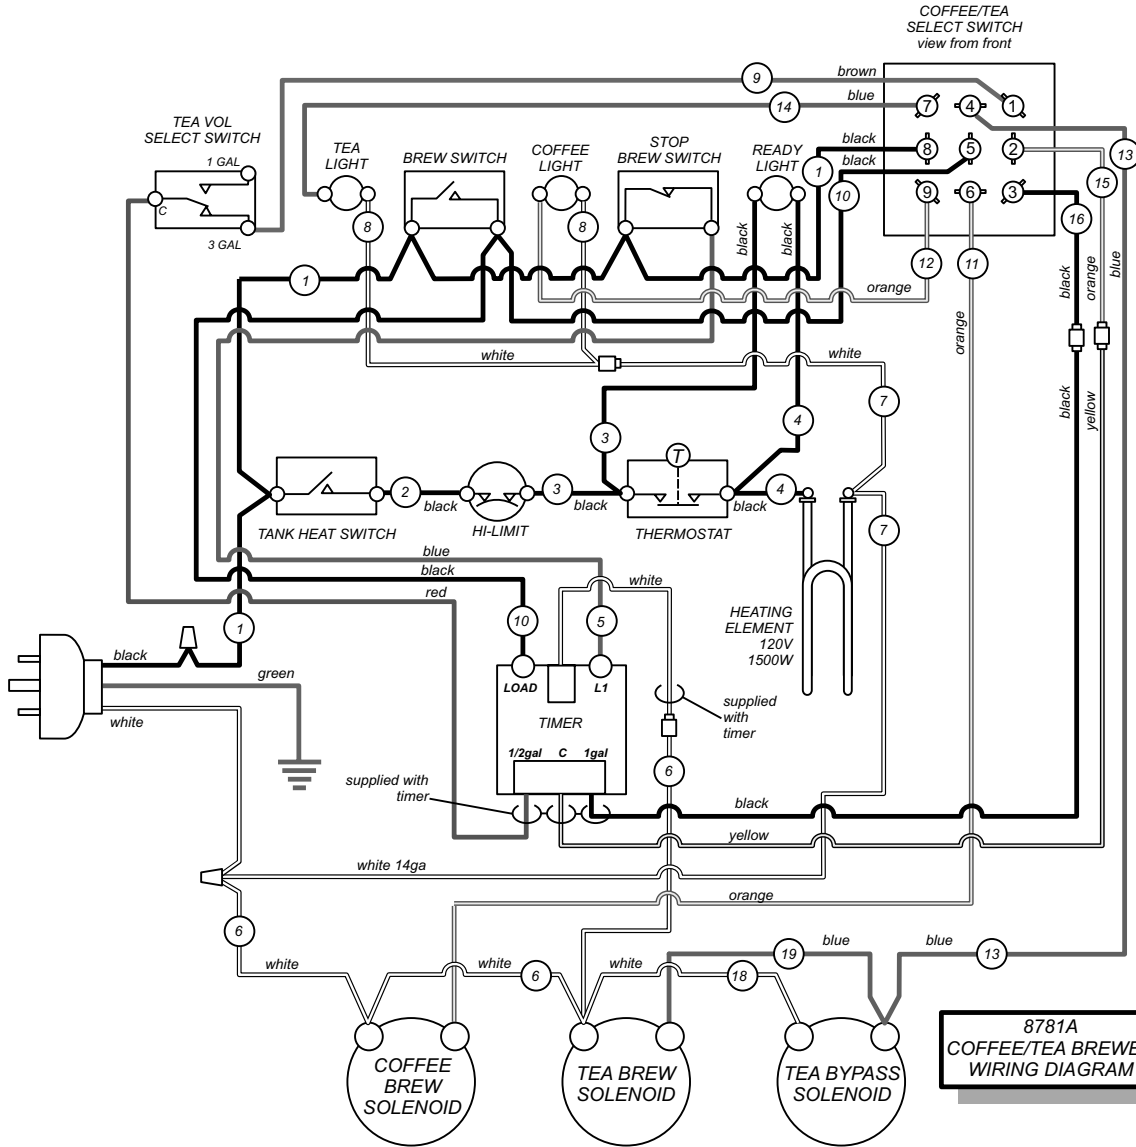 COFFEE/TEA
SELECT SWITCH
view from front
9
brown
14
blue
7
4
1
TEA VOL
SELECT SWITCH
1 GAL
C
3 GAL
TEA
LIGHT
BREW SWITCH
COFFEE
LIGHT
STOP
BREW SWITCH
READY
LIGHT
black
black
8
5
2
13
1
10
15
9
6
3
16
8
8
black
black
1
12
11
orange
black
orange
blue
orange
white
white
7
black
yellow
3
4
T
2
black
3
black
4
black
TANK HEAT SWITCH
HI-LIMIT
THERMOSTAT
7
blue
black
red
white
1
10
5
HEATING
ELEMENT
120V
1500W
black
green
white
LOAD
L1
TIMER
supplied
with
timer
1/2gal
C
1gal
6
supplied with
timer
black
yellow
white 14ga
orange
6
white
white
6
white
18
19
blue
blue
13
COFFEE
BREW
SOLENOID
TEA BREW
SOLENOID
TEA BYPASS
SOLENOID
8781A
COFFEE/TEA BREWE
WIRING DIAGRAM